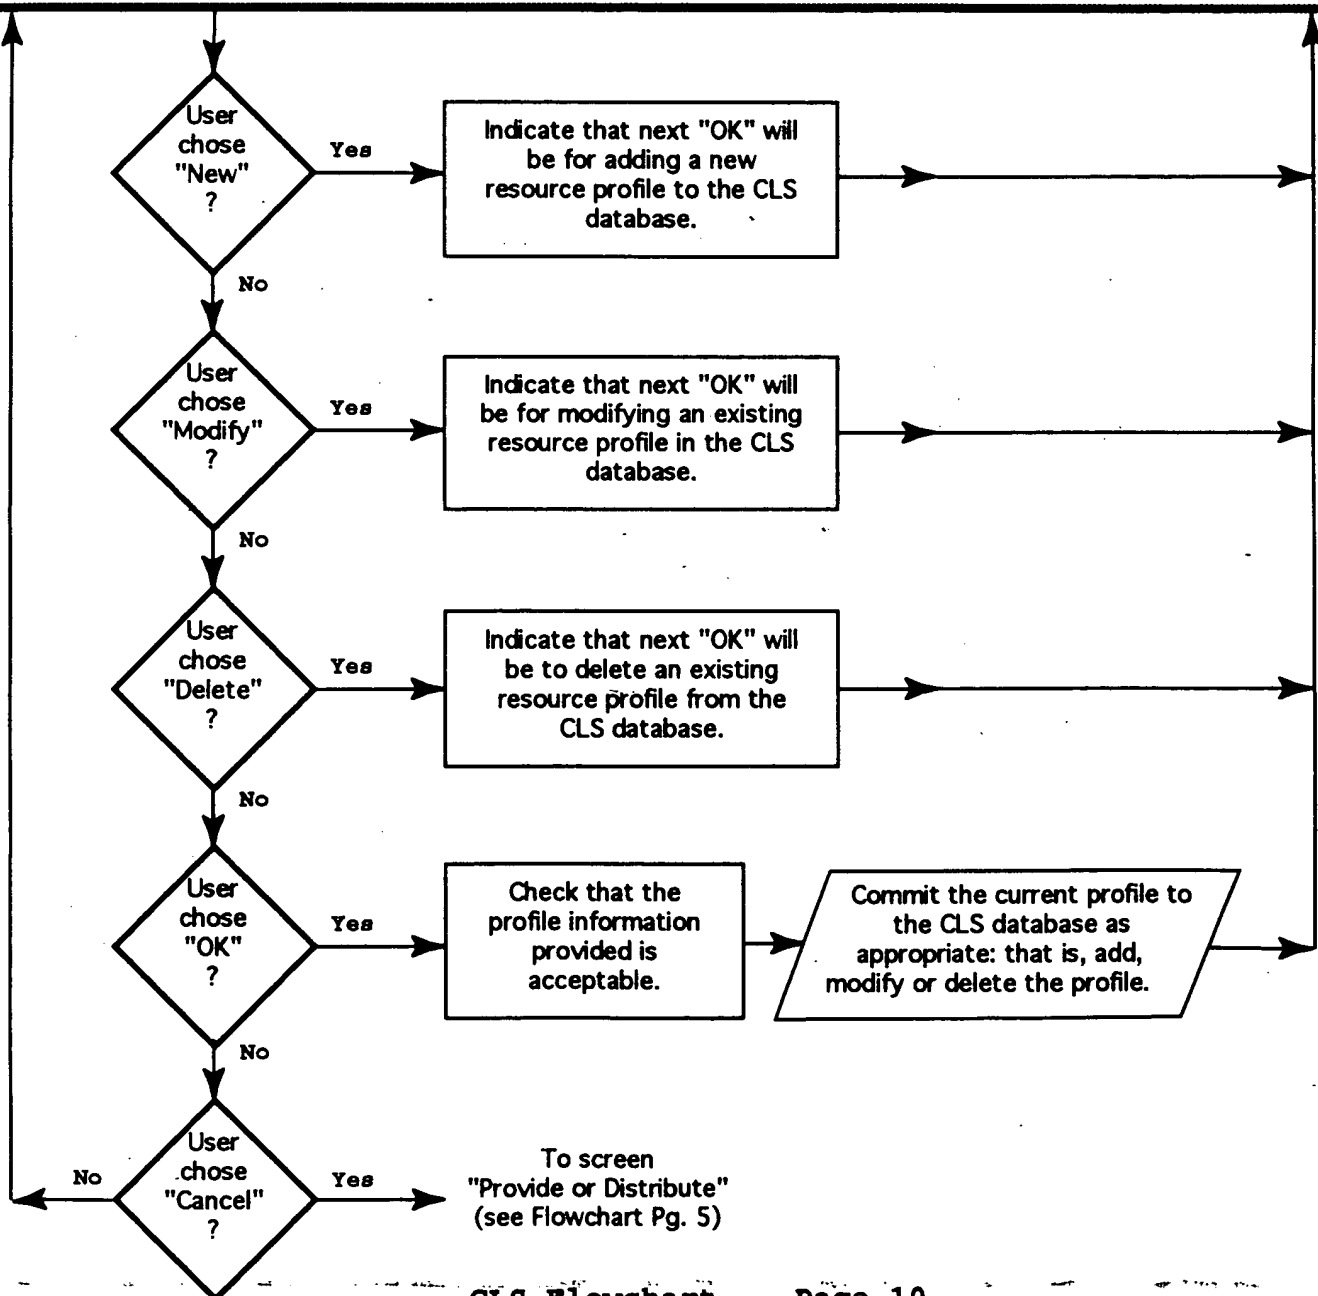 User
chose
"New"
?
Yes
Indicate that next "OK" will
be for adding a new
resource profile to the CLS
database.
No
User
chose
"Modify"
?
Yes
Indicate that next "OK" will
be for modifying an existing
resource profile in the CLS
database.
No
User
chose
"Delete"
?
Yes
Indicate that next "OK" will
be to delete an existing
resource profile from the
CLS database.
No
User
chose
"OK"
?
Yes
Check that the
profile information
provided is
acceptable.
Commit the current profile to
the CLS database as
appropriate: that is, add,
modify or delete the profile.
No
User
chose
"Cancel"
?
No
Yes
To screen
"Provide or Distribute"
(see Flowchart Pg. 5)
CLS Flowchart Page 10